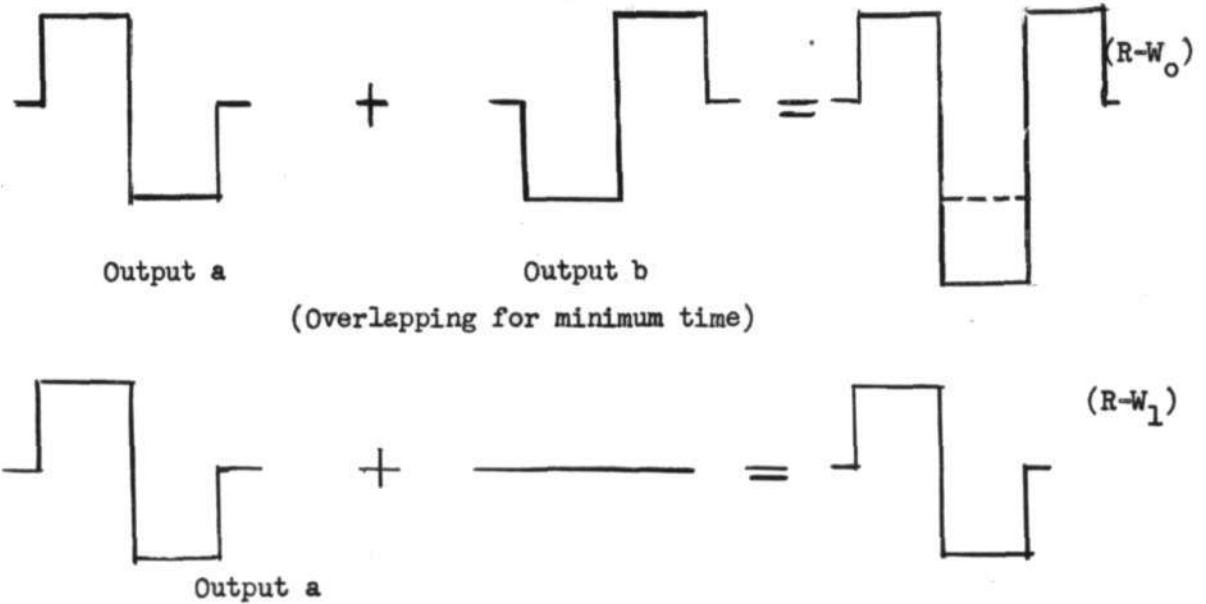 + = (R-W₀)
Output a Output b
(Overlapping for minimum time)
+ = (R-W₁)
Output a